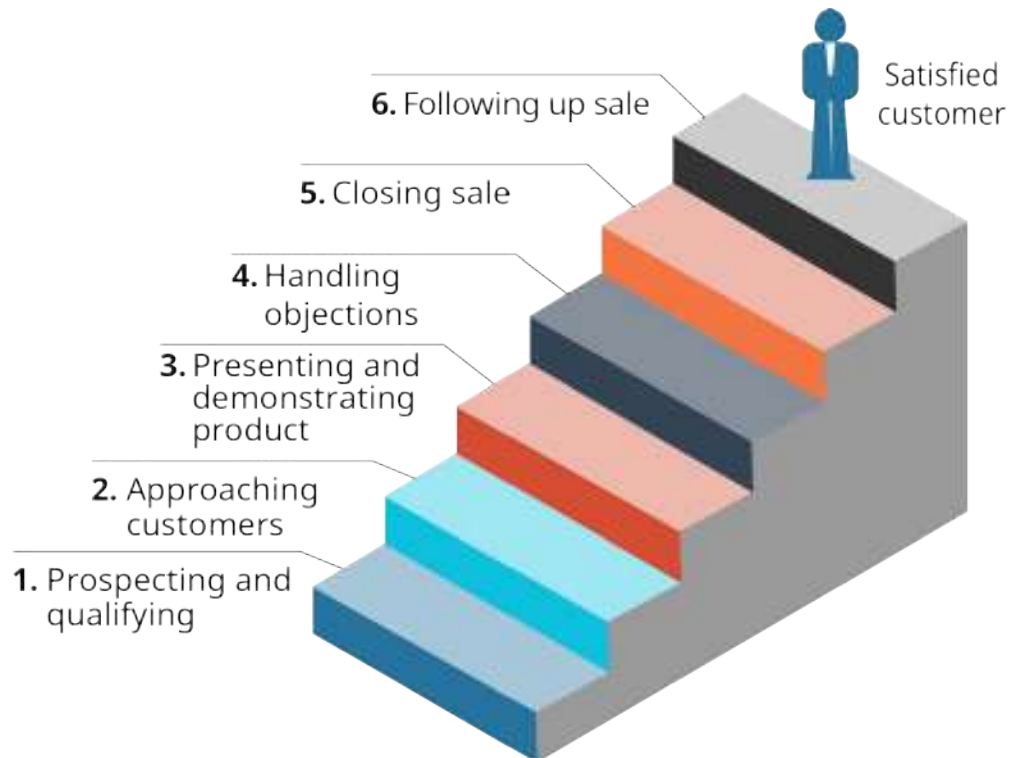 Satisfied
customer
6. Following up sale
5. Closing sale
4. Handling
objections
3. Presenting and
demonstrating
product
2. Approaching
customers
1. Prospecting and
qualifying